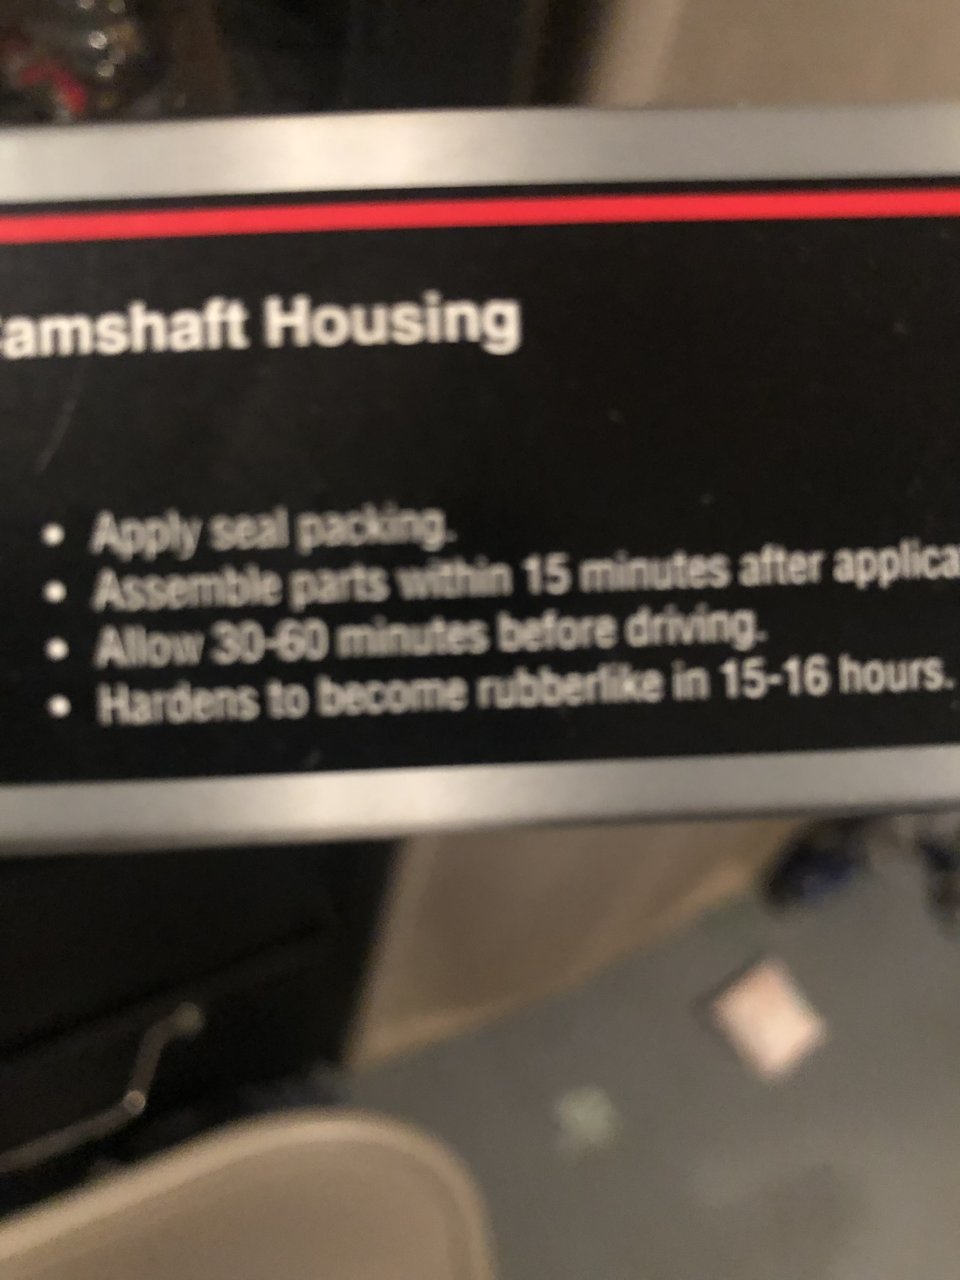 Camshaft Housing
• Apply seal packing.
• Assemble parts within 15 minutes after applica
• Allow 30-60 minutes before driving.
• Hardens to become rubberlike in 15-16 hours.